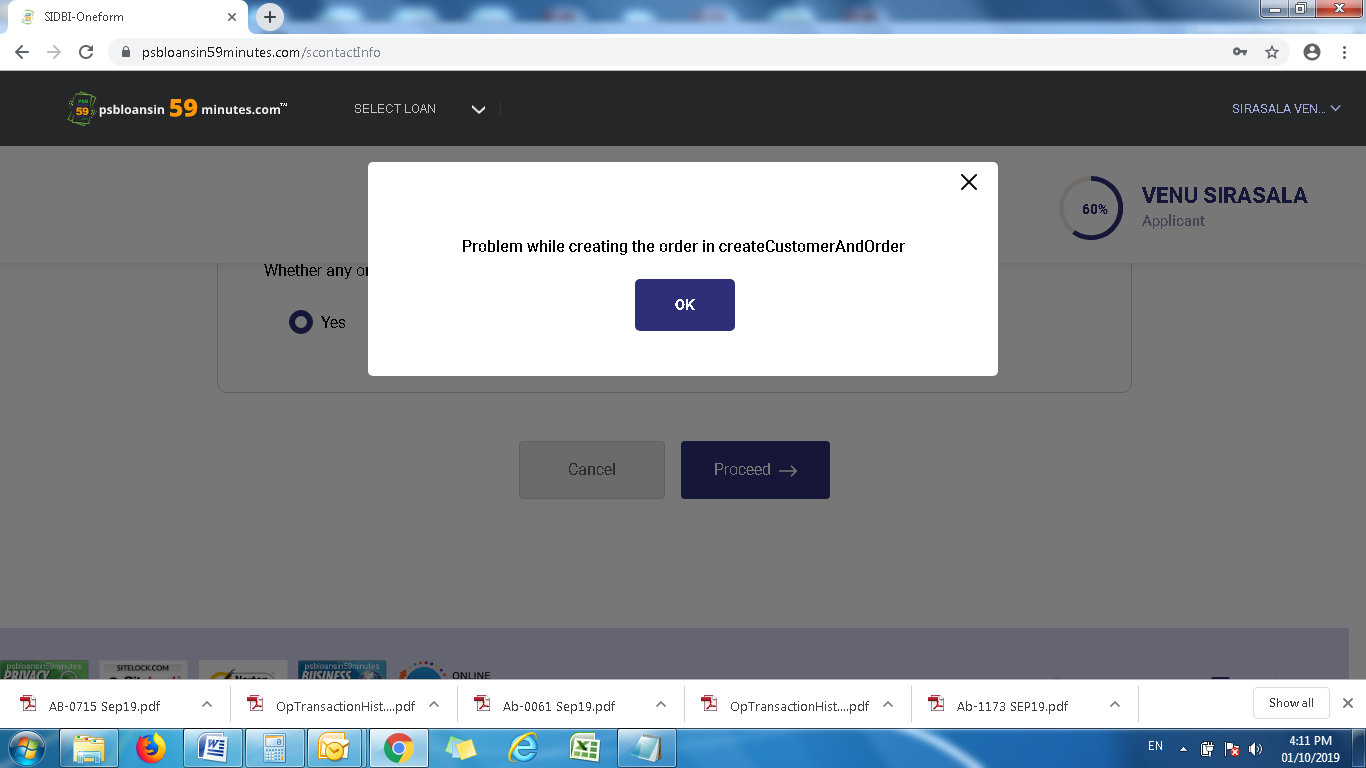 SIDBI-Oneform
psbloansin59minutes.com/scontactInfo
psbloansin 59 minutes.com™
SELECT LOAN
SIRASALA VEN...
60%
VENU SIRASALA
Applicant
Problem while creating the order in createCustomerAndOrder
OK
Whether any
Yes
Cancel
Proceed
psbloansin59minutes
PRIVACY
SITELOCK.COM
Norton
psbloansin59minutes
BUSINESS
ONLINE
AB-0715 Sep19.pdf
OpTransactionHist....pdf
Ab-0061 Sep19.pdf
OpTransactionHist....pdf
Ab-1173 SEP19.pdf
Show all
EN
4:11 PM
01/10/2019